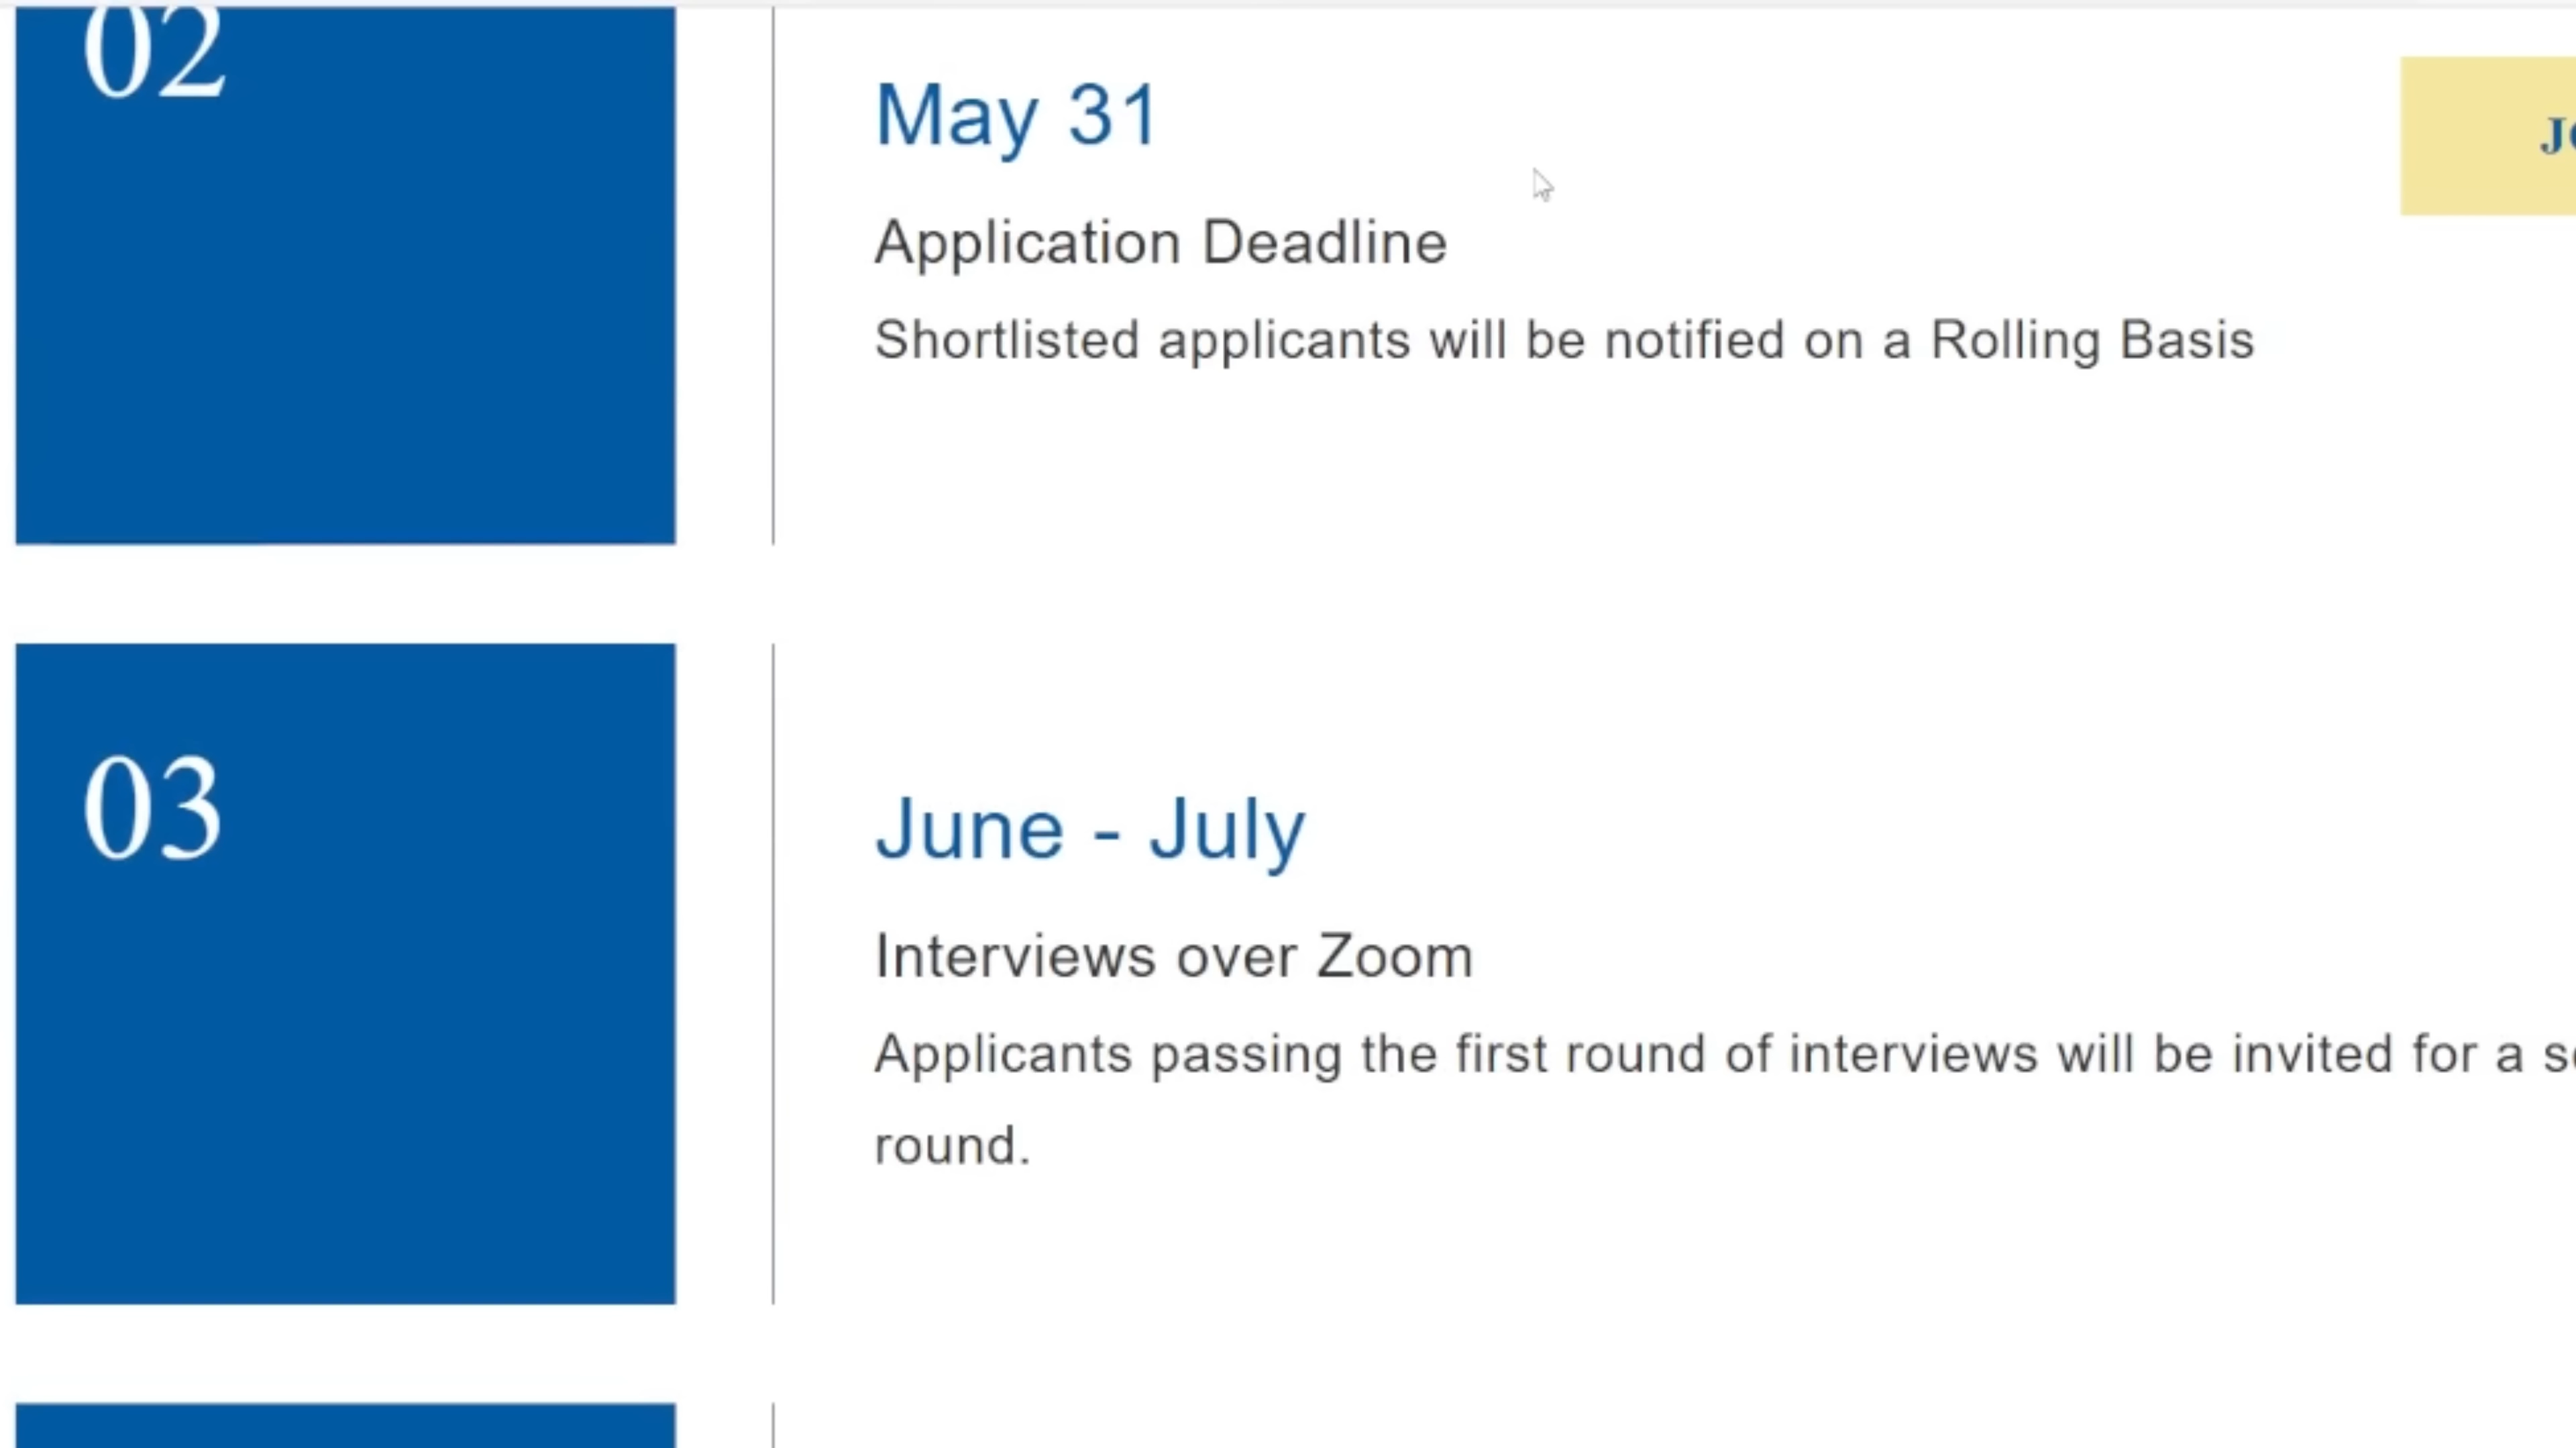 02
May 31
Application Deadline
Shortlisted applicants will be notified on a Rolling Basis
03
June - July
Interviews over Zoom
Applicants passing the first round of interviews will be invited for a
round.